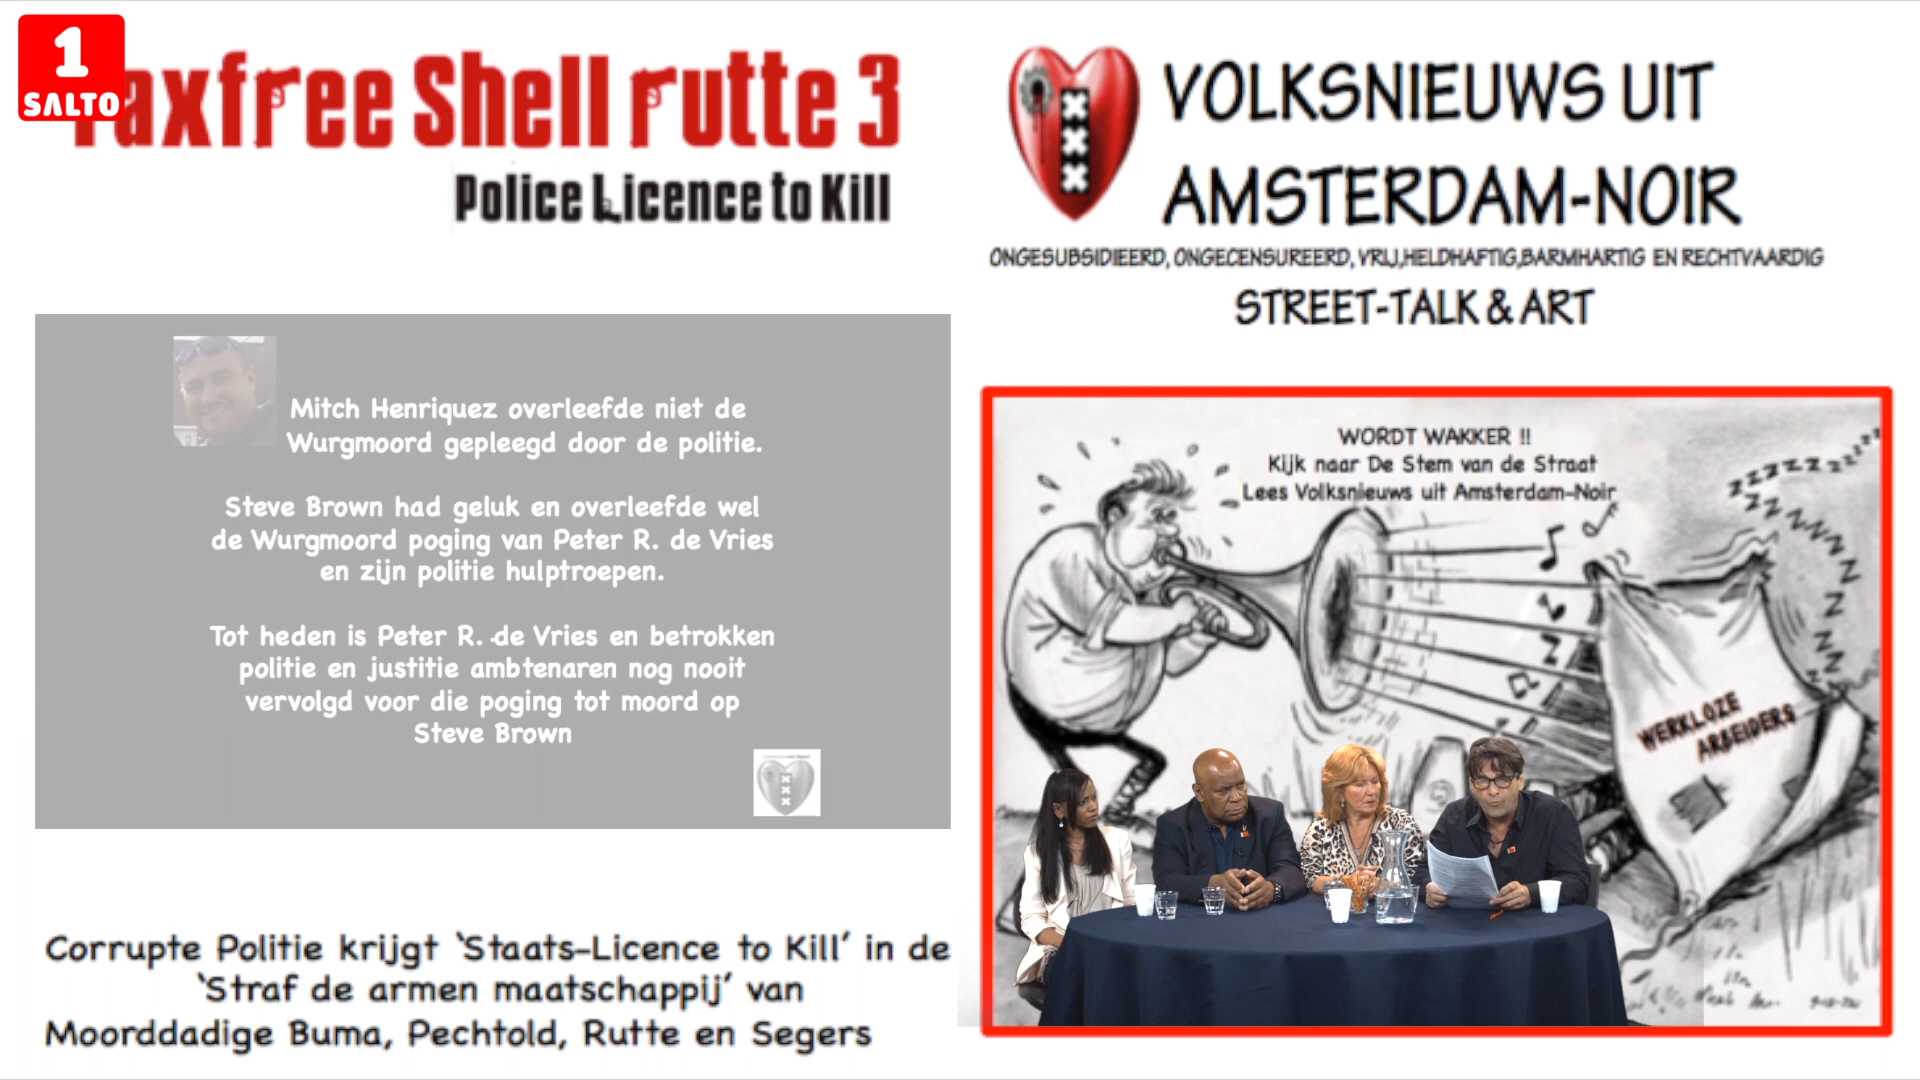 1
SALTO
Taxfree Shell rutte 3
Police Licence to Kill
VOLKSNIEUWS UIT
AMSTERDAM-NOIR
ONGESUBSIDIEERD, ONGECENSUREERD, VRIJ,HELDHAFTIG,BARMHARTIG EN RECHTVAARDIG
STREET-TALK & ART
Mitch Henriquez overleefde niet de
Wurgmoord gepleegd door de politie.
Steve Brown had geluk en overleefde wel
de Wurgmoord poging van Peter R. de Vries
en zijn politie hulptroepen.
Tot heden is Peter R. de Vries en betrokken
politie en justitie ambtenaren nog nooit
vervolgd voor die poging tot moord op
Steve Brown
Corrupte Politie krijgt ‘Staats-Licence to Kill’ in de
‘Straf de armen maatschappij’ van
Moorddadige Buma, Pechtold, Rutte en Segers
WORDT WAKKER !!
Kijk naar De Stem van de Straat
Lees Volksnieuws uit Amsterdam-Noir
WERKLOZE
ARBEIDERS